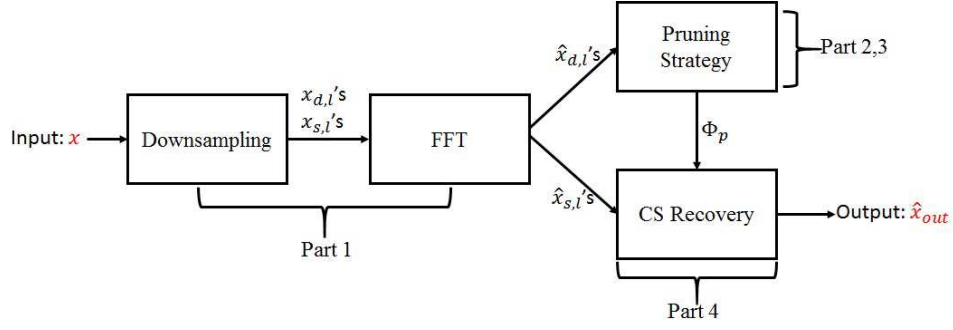 Input: x
Downsampling
x_{d,l}'s
x_{s,l}'s
FFT
x̂_{d,l}'s
x̂_{s,l}'s
Pruning
Strategy
Part 2,3
Φ_p
CS Recovery
Output: x̂_{out}
Part 1
Part 4